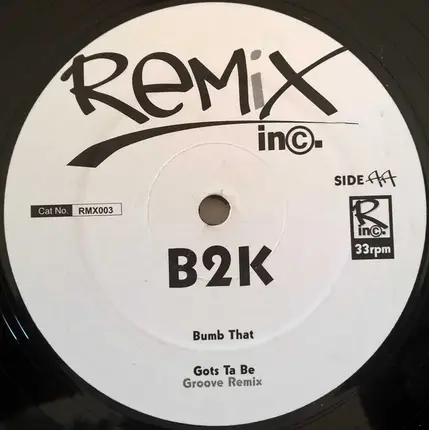 Remix
inc.
SIDE AA
Cat No. RMX003
R
inc.
33rpm
B2K
Bumb That
Gots Ta Be
Groove Remix